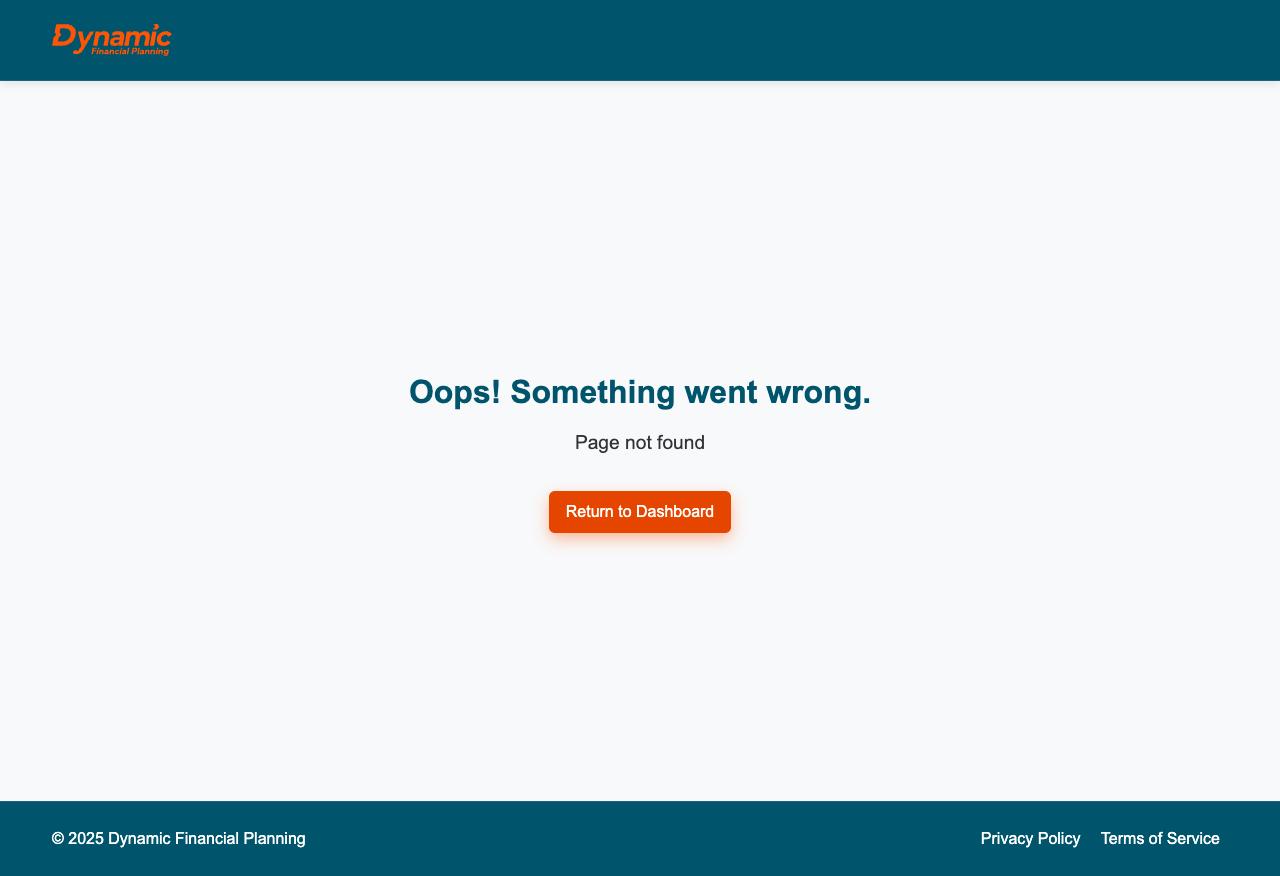 Dynamic
Financial Planning
Oops! Something went wrong.
Page not found
Return to Dashboard
© 2025 Dynamic Financial Planning
Privacy Policy
Terms of Service